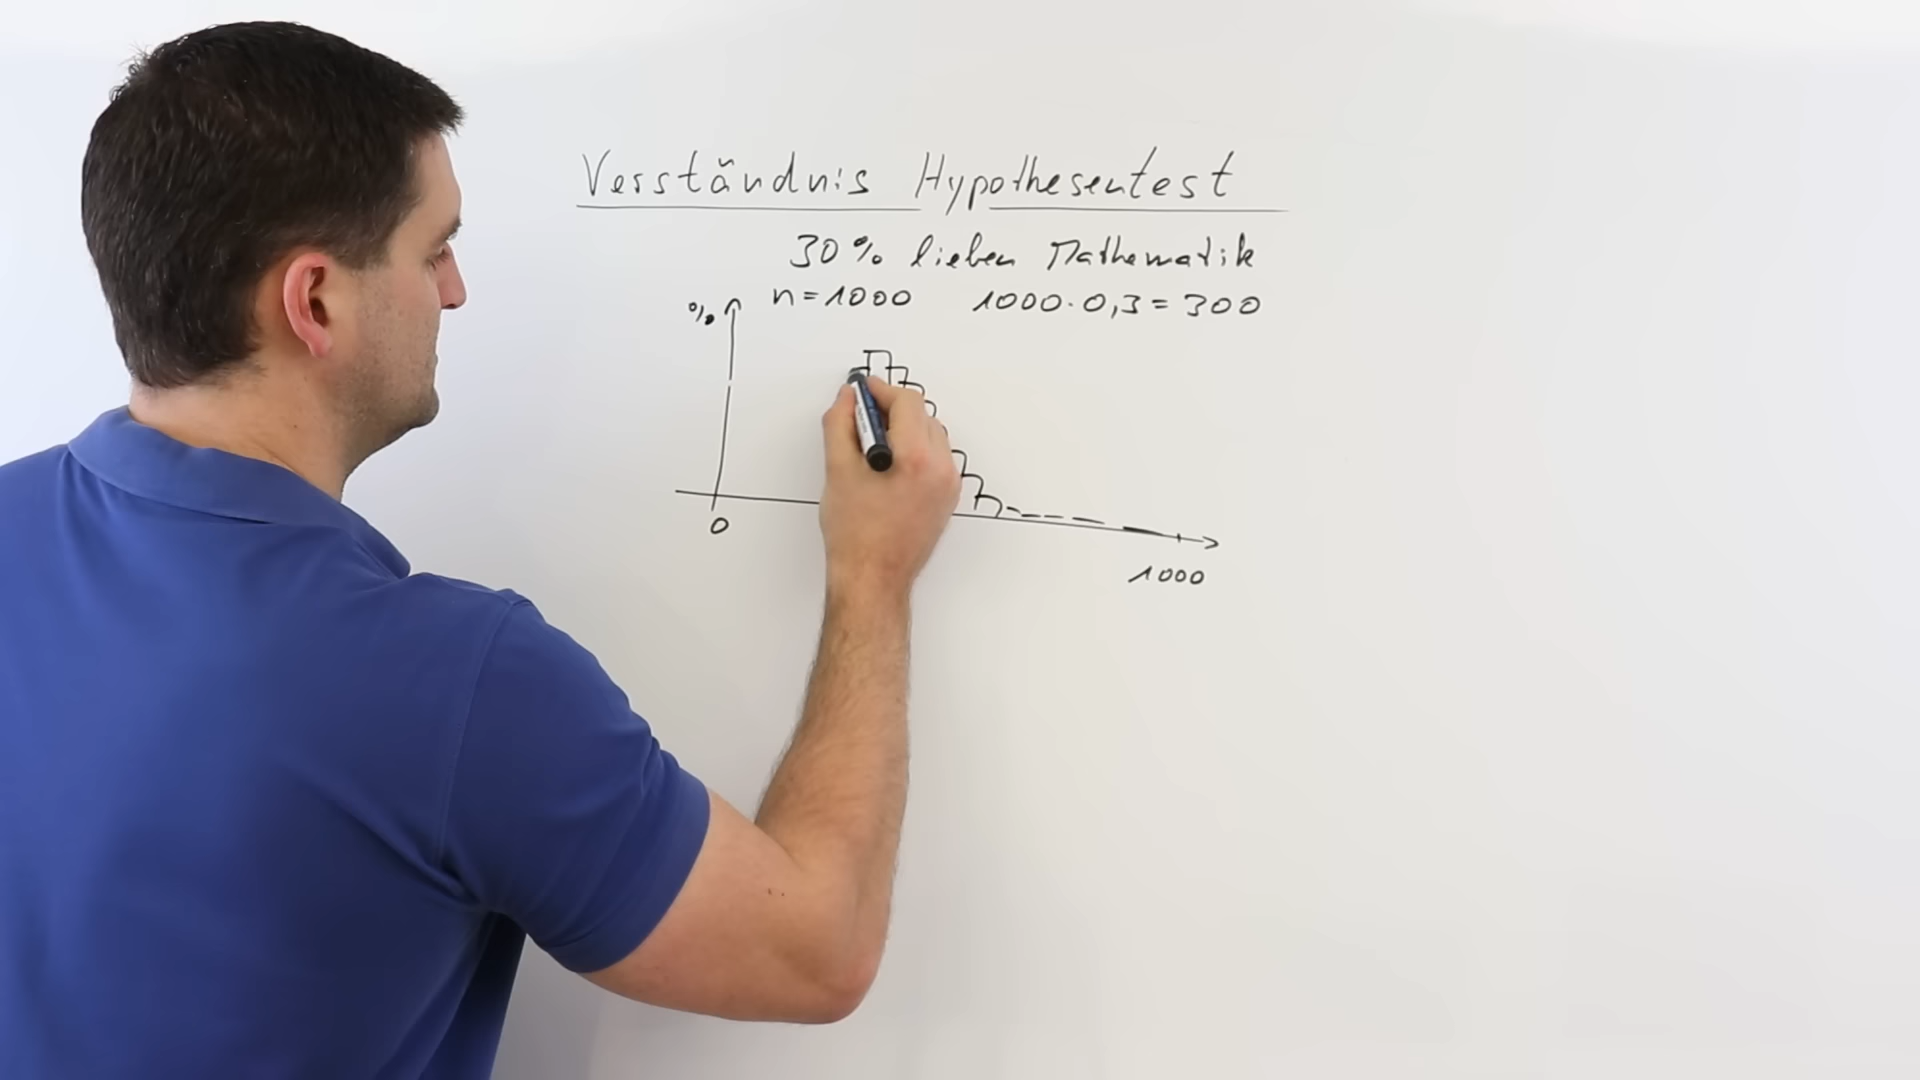 Verständnis Hypothesentest
30% lieben Mathematik
n=1000 1000·0,3=300
%
0
1000